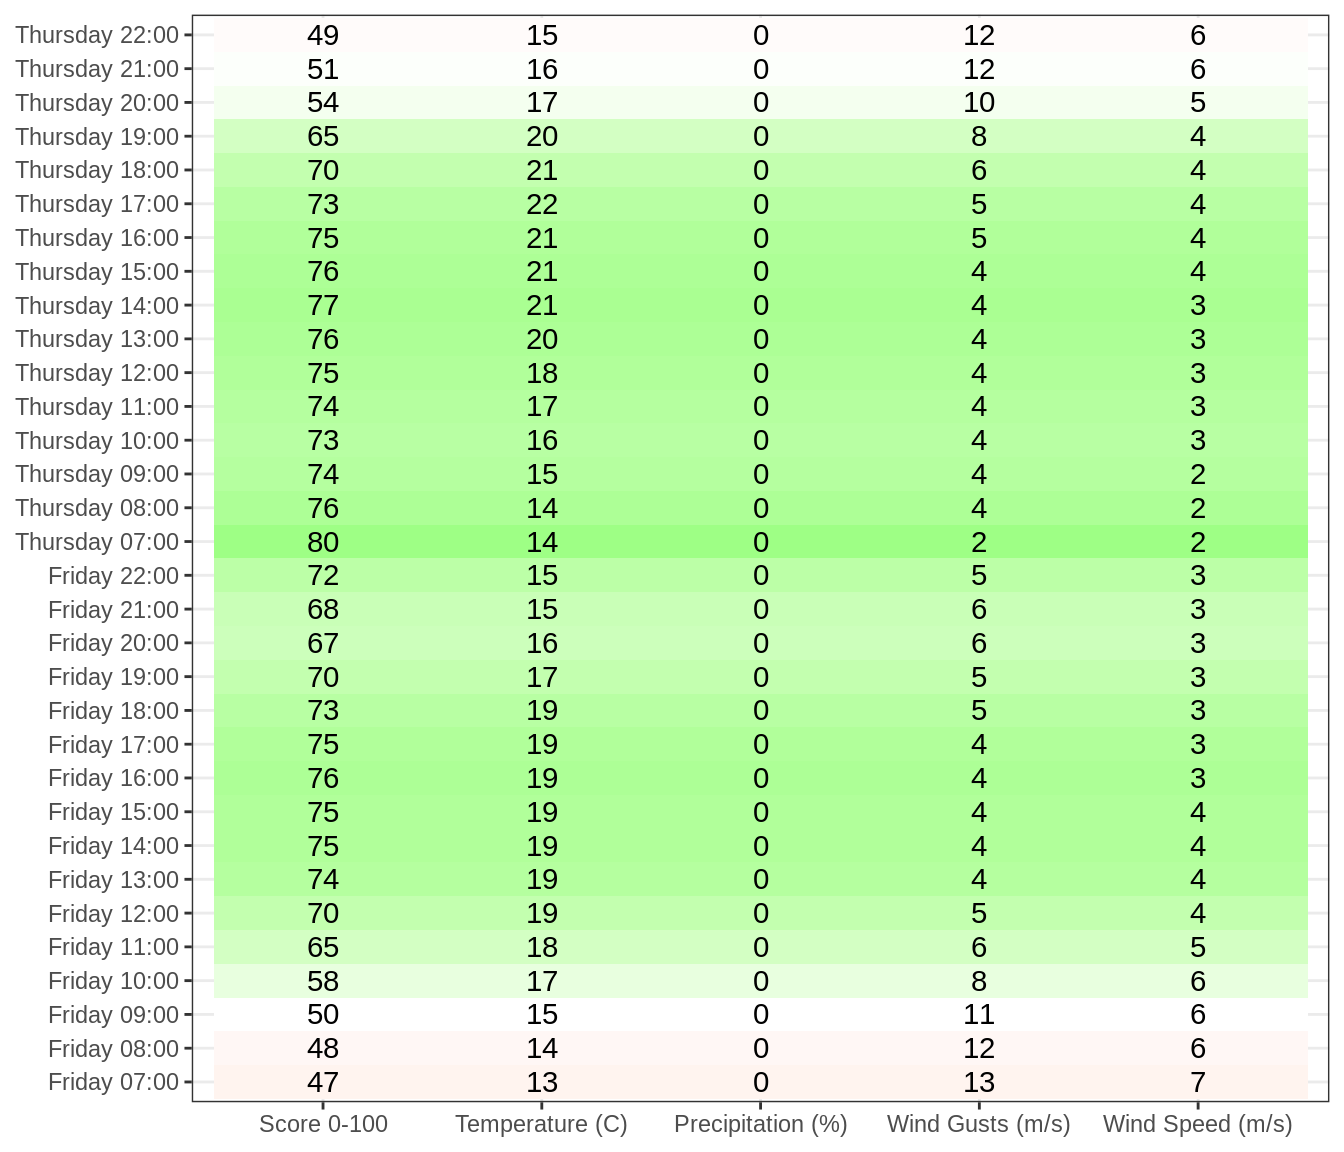 Thursday 22:00 49 15 0 12 6
Thursday 21:00 51 16 0 12 6
Thursday 20:00 54 17 0 10 5
Thursday 19:00 65 20 0 8 4
Thursday 18:00 70 21 0 6 4
Thursday 17:00 73 22 0 5 4
Thursday 16:00 75 21 0 5 4
Thursday 15:00 76 21 0 4 4
Thursday 14:00 77 21 0 4 3
Thursday 13:00 76 20 0 4 3
Thursday 12:00 75 18 0 4 3
Thursday 11:00 74 17 0 4 3
Thursday 10:00 73 16 0 4 3
Thursday 09:00 74 15 0 4 2
Thursday 08:00 76 14 0 4 2
Thursday 07:00 80 14 0 2 2
Friday 22:00 72 15 0 5 3
Friday 21:00 68 15 0 6 3
Friday 20:00 67 16 0 6 3
Friday 19:00 70 17 0 5 3
Friday 18:00 73 19 0 5 3
Friday 17:00 75 19 0 4 3
Friday 16:00 76 19 0 4 3
Friday 15:00 75 19 0 4 4
Friday 14:00 75 19 0 4 4
Friday 13:00 74 19 0 4 4
Friday 12:00 70 19 0 5 4
Friday 11:00 65 18 0 6 5
Friday 10:00 58 17 0 8 6
Friday 09:00 50 15 0 11 6
Friday 08:00 48 14 0 12 6
Friday 07:00 47 13 0 13 7
Score 0-100 Temperature (C) Precipitation (%) Wind Gusts (m/s) Wind Speed (m/s)